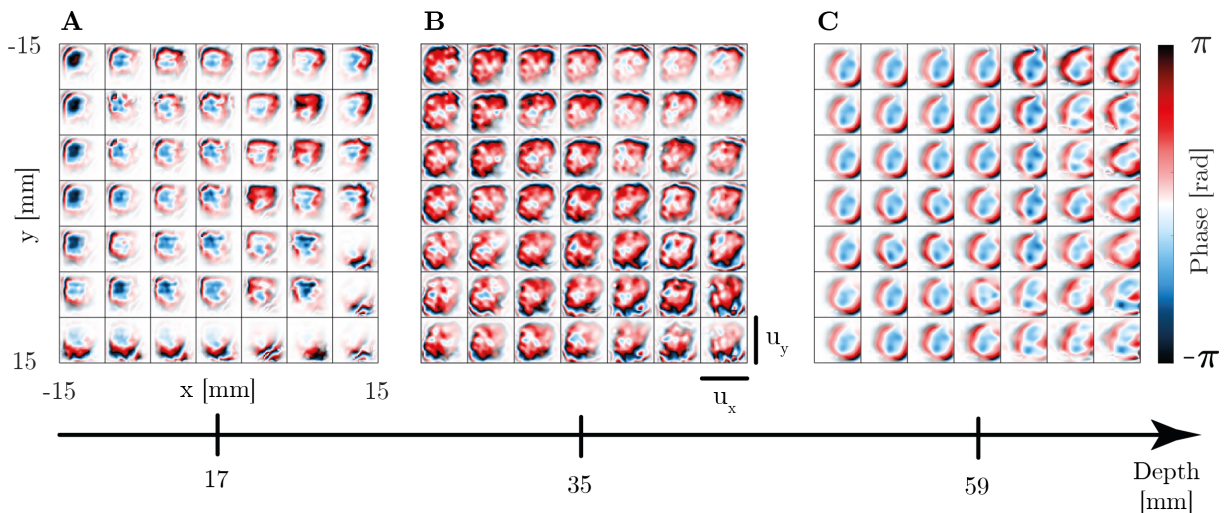 A B C
-15
π
y [mm]
Phase [rad]
15
-π
u_y
-15 x [mm] 15
u_x
17 35 59
Depth
[mm]